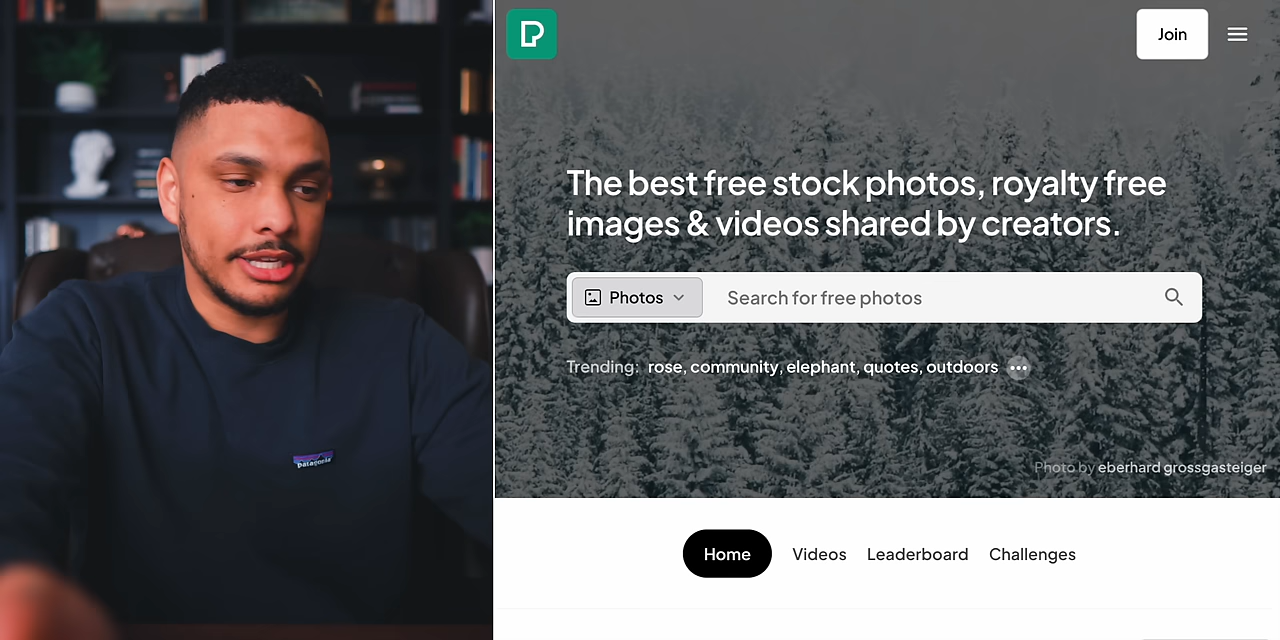 Join
The best free stock photos, royalty free
images & videos shared by creators.
Photos
Search for free photos
Trending: rose, community, elephant, quotes, outdoors
Photo by eberhard grossgasteiger
Home Videos Leaderboard Challenges
patagonia